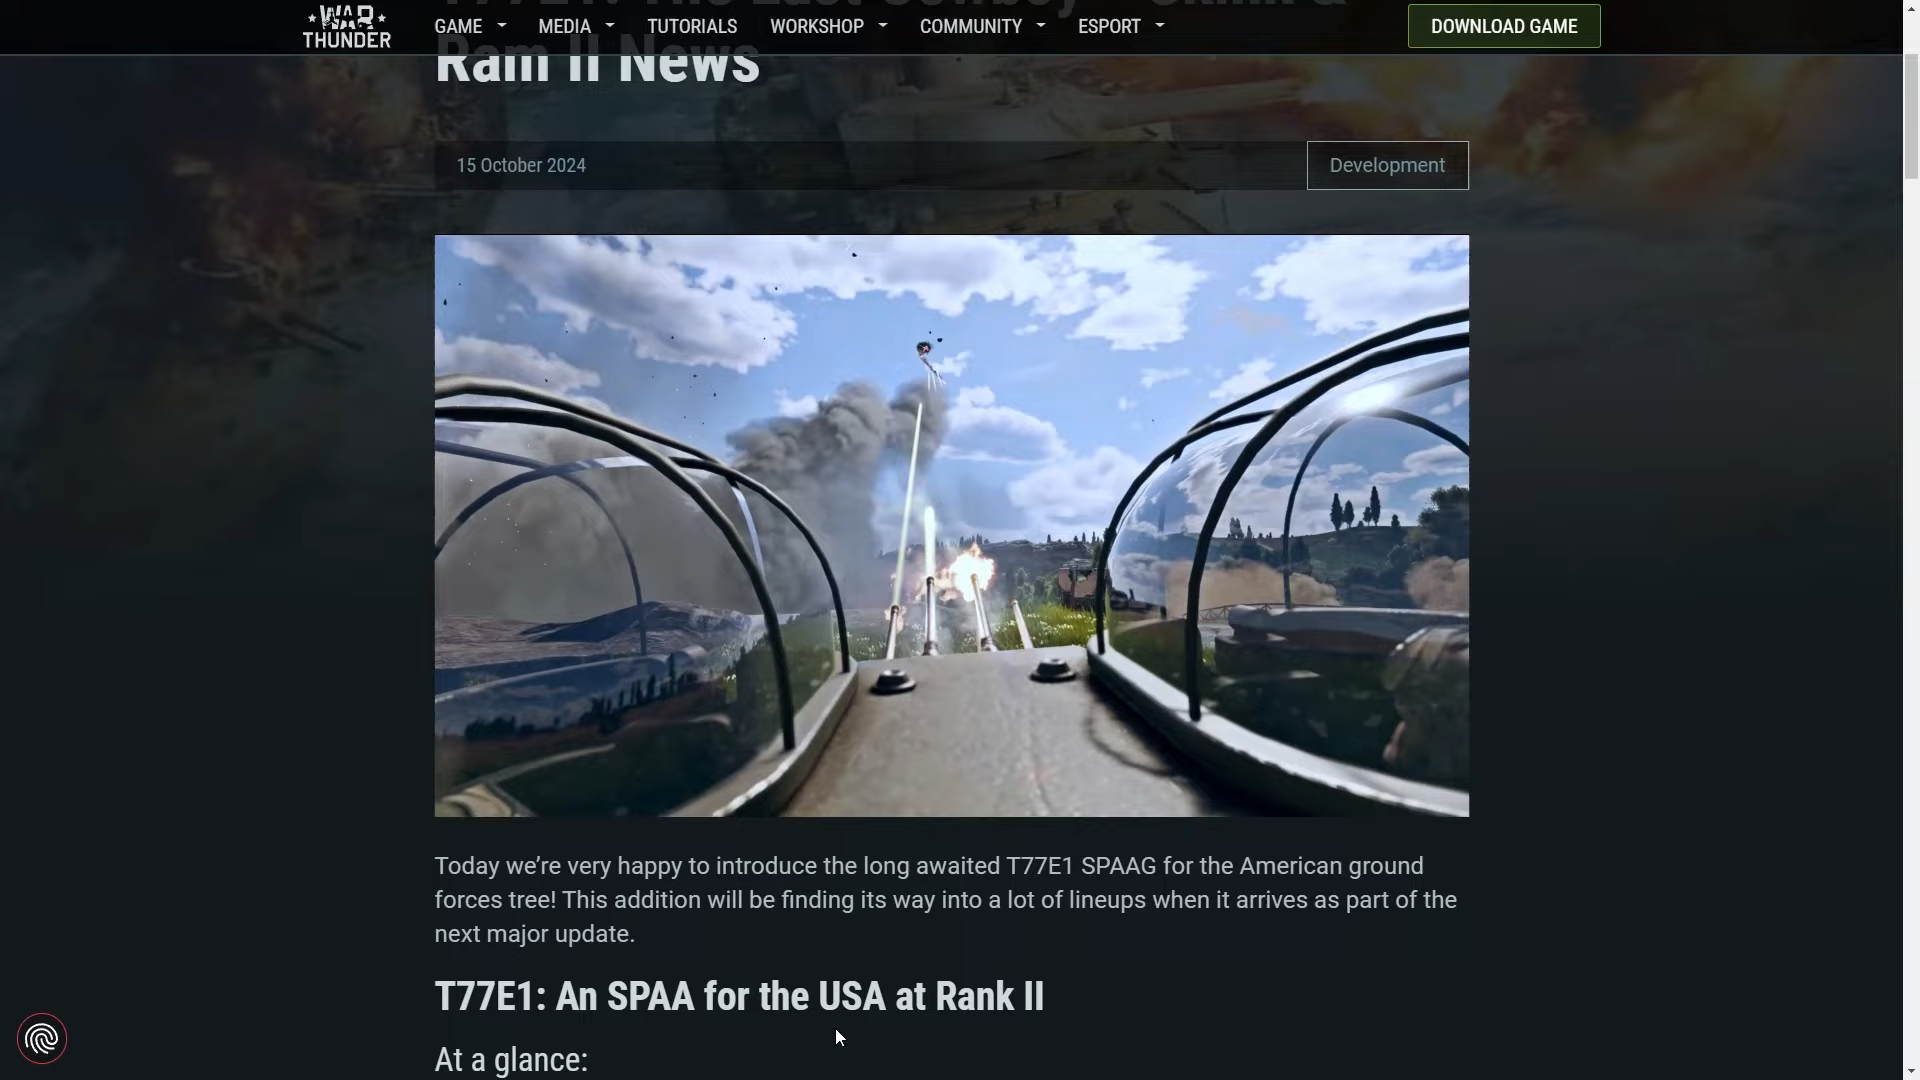 WAR
THUNDER
GAME
MEDIA
TUTORIALS
WORKSHOP
COMMUNITY
ESPORT
DOWNLOAD GAME
Ram II News
15 October 2024
Development
Today we’re very happy to introduce the long awaited T77E1 SPAAG for the American ground
forces tree! This addition will be finding its way into a lot of lineups when it arrives as part of the
next major update.
T77E1: An SPAA for the USA at Rank II
At a glance: